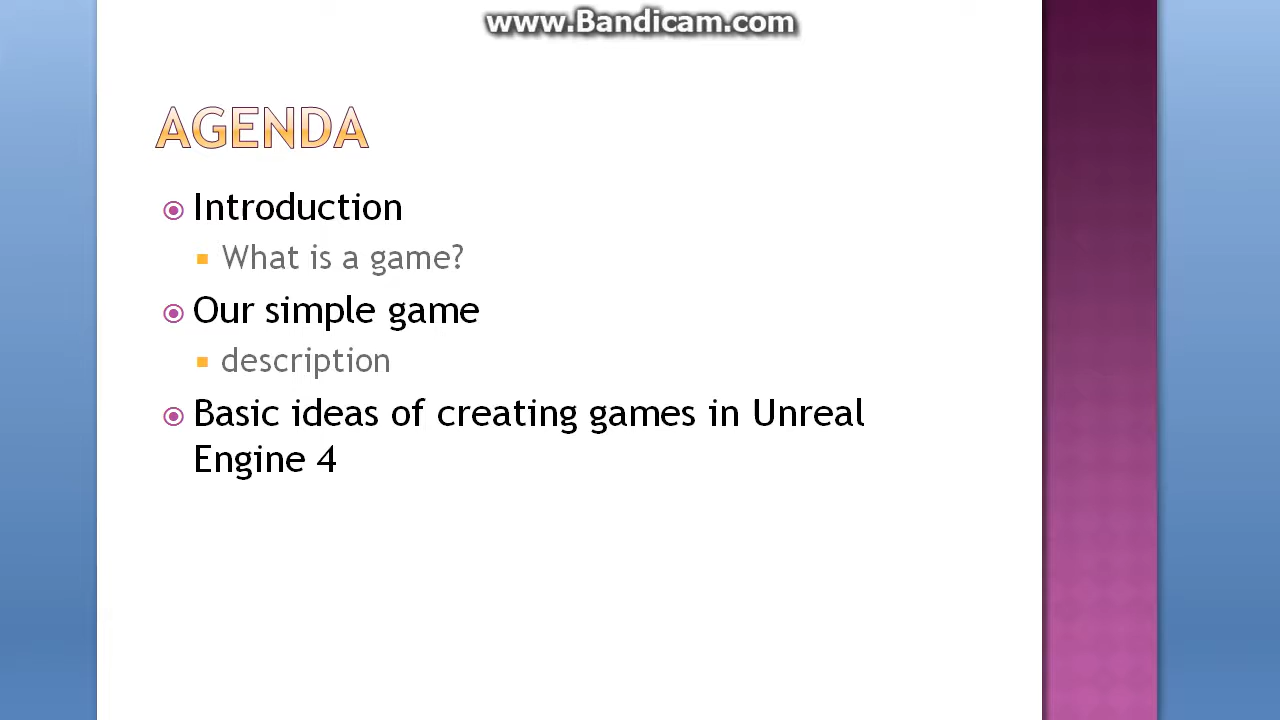 www.Bandicam.com
AGENDA
Introduction
What is a game?
Our simple game
description
Basic ideas of creating games in Unreal
Engine 4